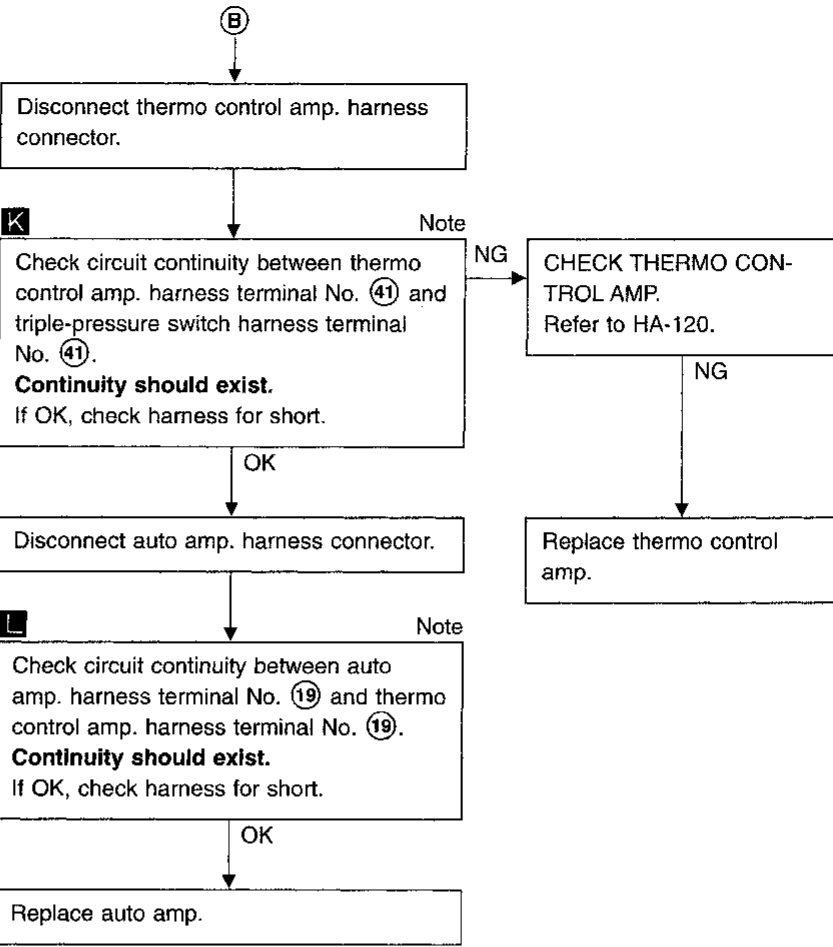 B
Disconnect thermo control amp. harness
connector.
K
Note
Check circuit continuity between thermo
control amp. harness terminal No. 41 and
triple-pressure switch harness terminal
No. 41.
Continuity should exist.
If OK, check harness for short.
NG
CHECK THERMO CON-
TROL AMP.
Refer to HA-120.
NG
Replace thermo control
amp.
OK
Disconnect auto amp. harness connector.
L
Note
Check circuit continuity between auto
amp. harness terminal No. 19 and thermo
control amp. harness terminal No. 19.
Continuity should exist.
If OK, check harness for short.
OK
Replace auto amp.